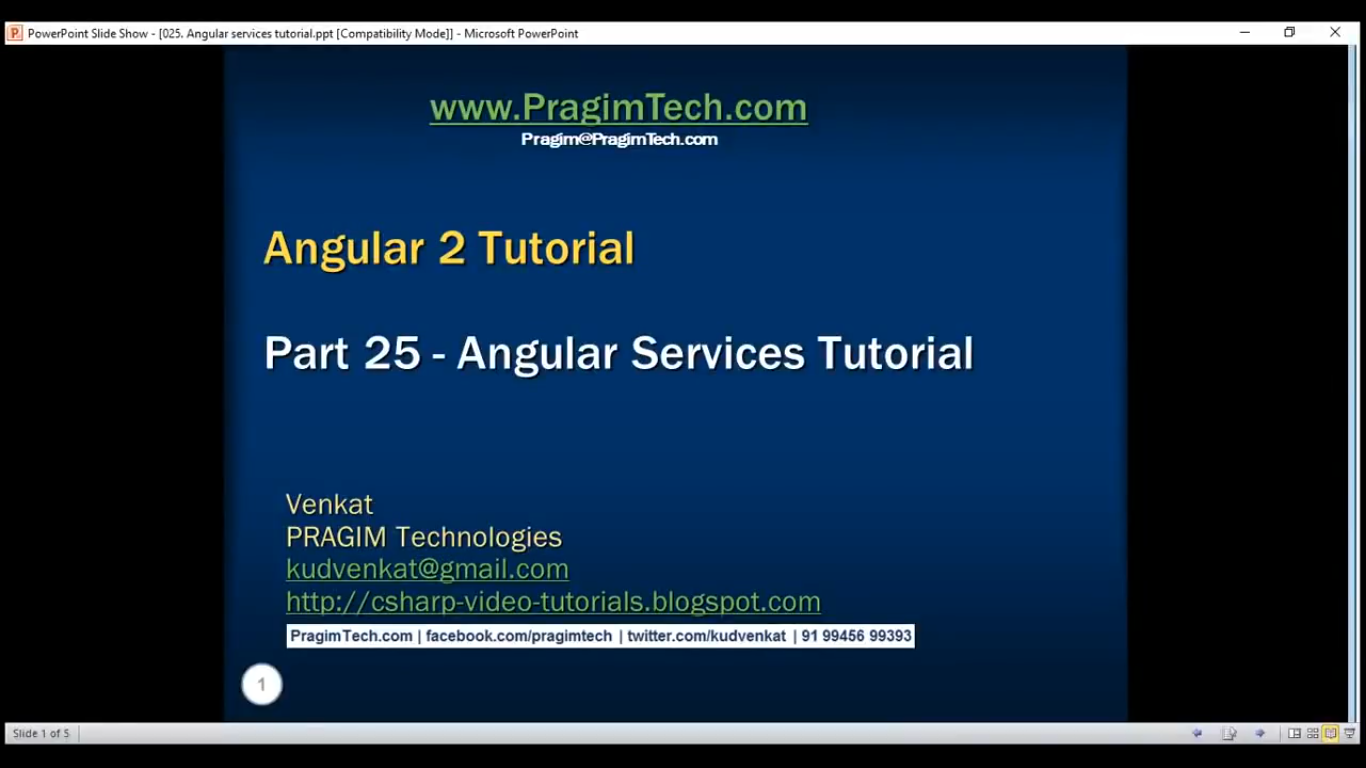 PowerPoint Slide Show - [025. Angular services tutorial.ppt [Compatibility Mode]] - Microsoft PowerPoint
www.PragimTech.com
Pragim@PragimTech.com
Angular 2 Tutorial
Part 25 - Angular Services Tutorial
Venkat
PRAGIM Technologies
kudvenkat@gmail.com
http://csharp-video-tutorials.blogspot.com
PragimTech.com | facebook.com/pragimtech | twitter.com/kudvenkat | 91 99456 99393
1
Slide 1 of 5